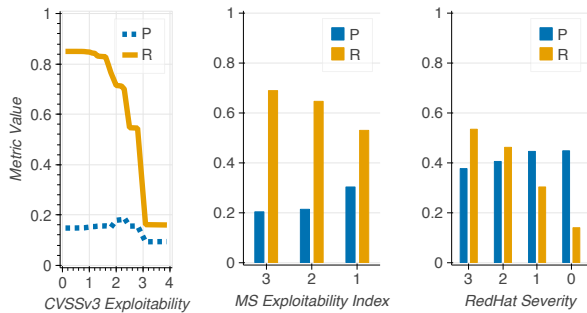 Metric Value
1
0.8
0.6
0.4
0.2
0
P
R
0 1 2 3 4
CVSSv3 Exploitability
1
0.8
0.6
0.4
0.2
0
P
R
3 2 1
MS Exploitability Index
1
0.8
0.6
0.4
0.2
0
P
R
3 2 1 0
RedHat Severity